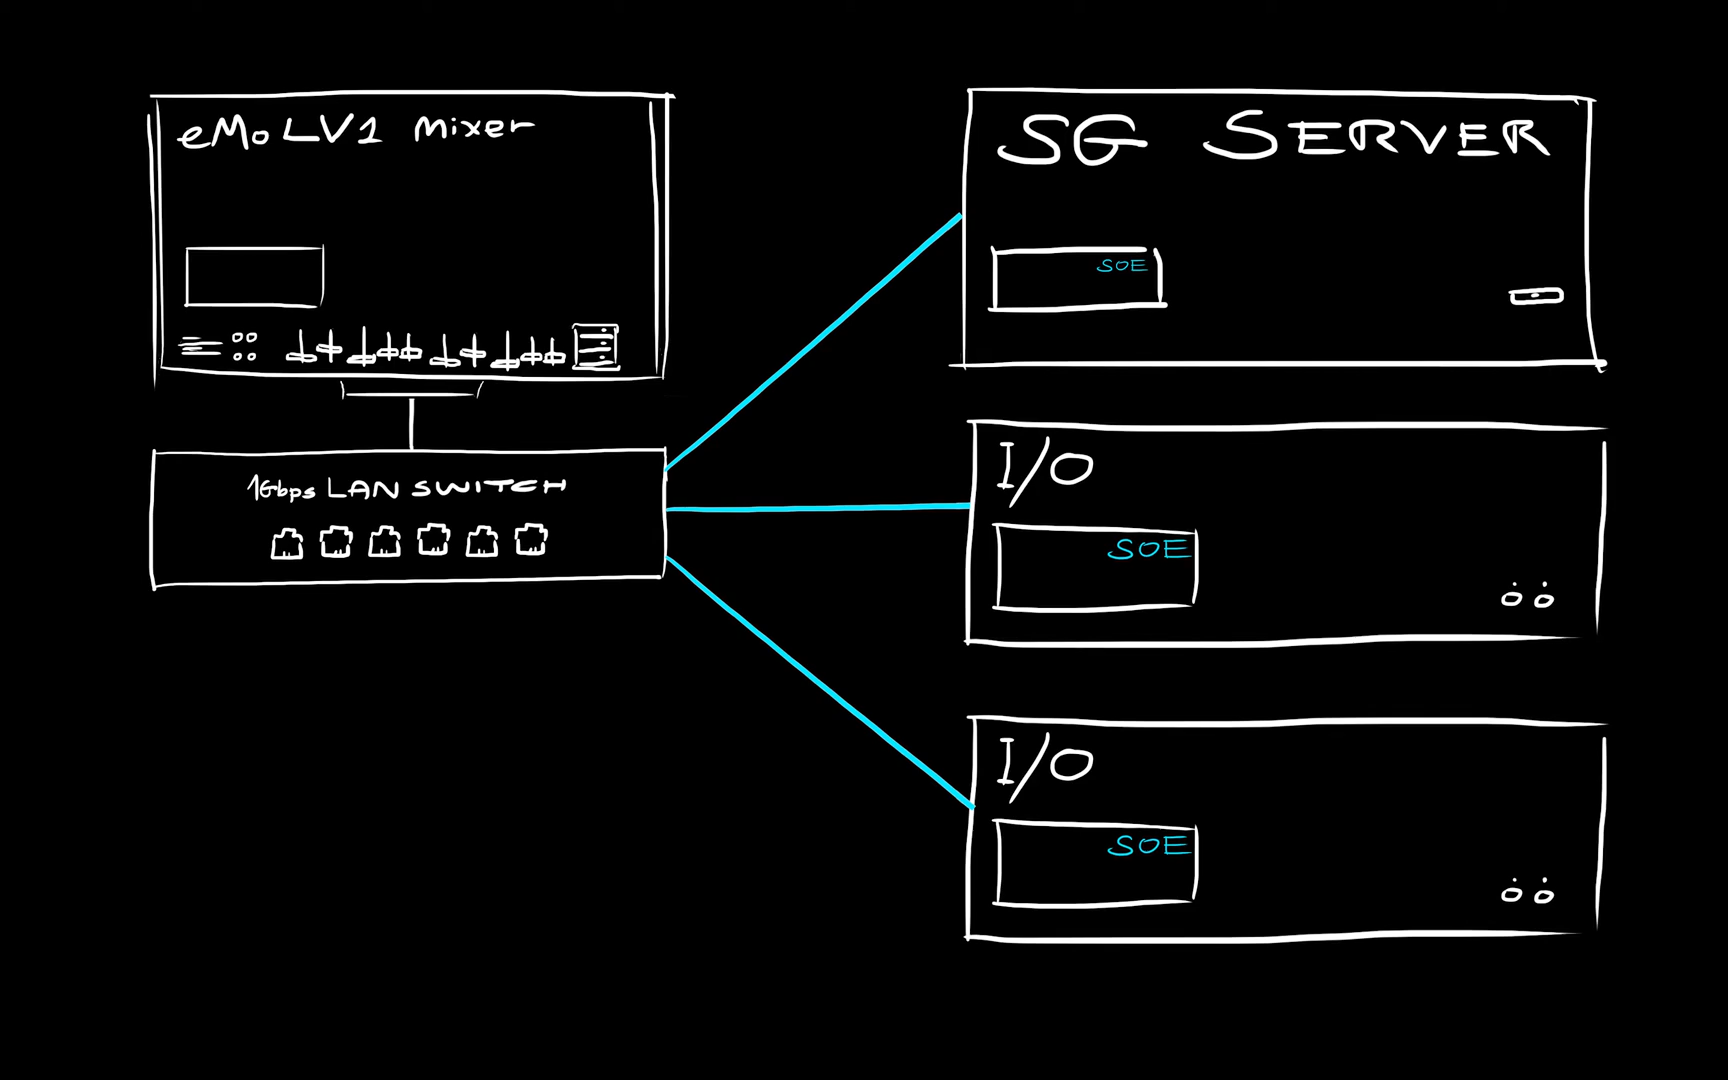 eMo LV1 mixer
1Gbps LAN SWITCH
SG SERVER
SOE
I/O
SOE
I/O
SOE